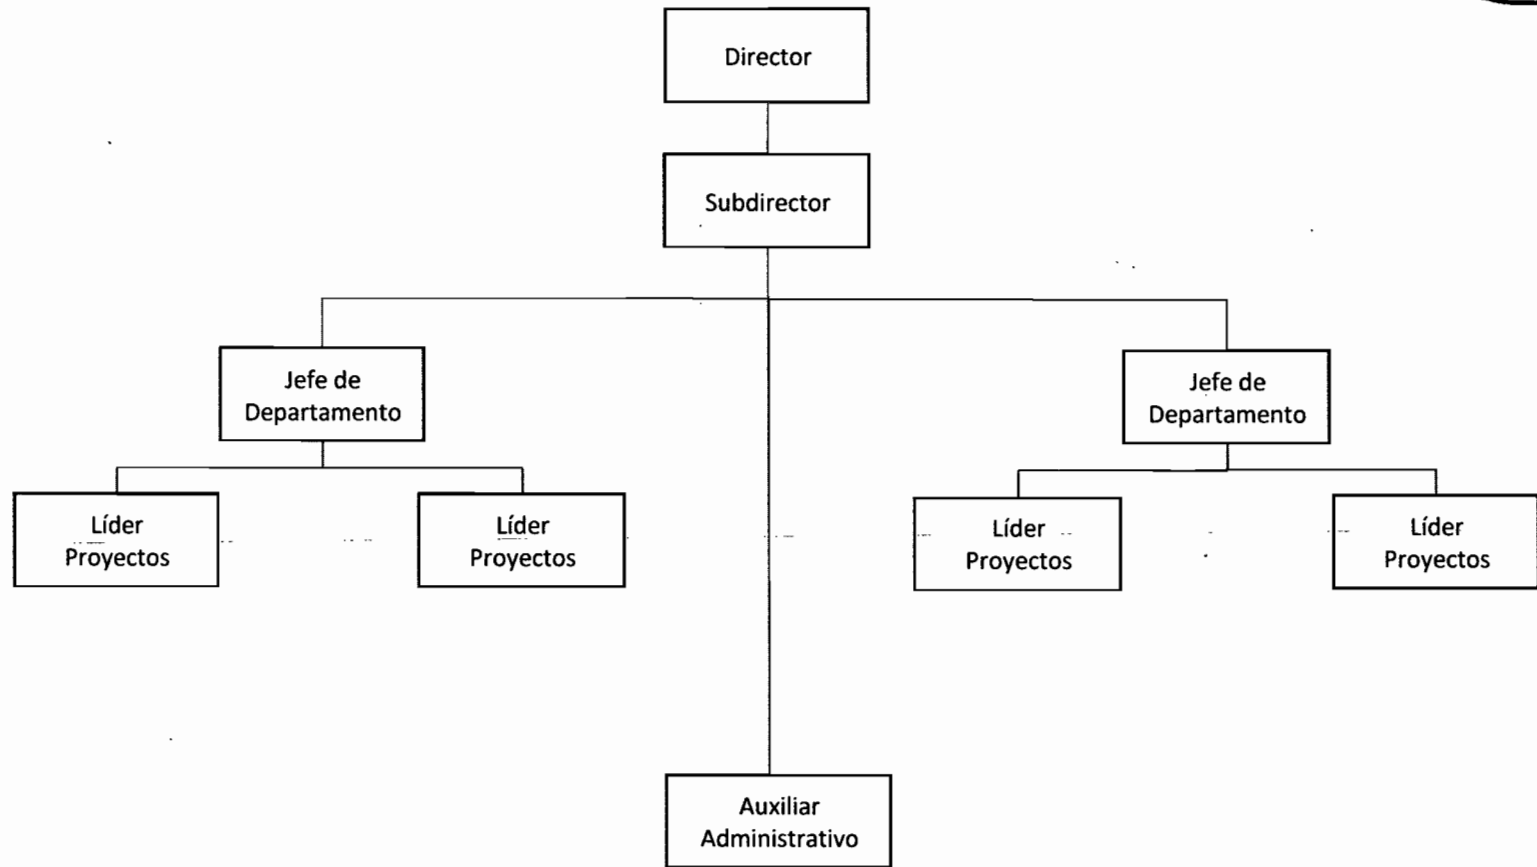 Director
Subdirector
Jefe de
Departamento
Jefe de
Departamento
Líder
Proyectos
Líder
Proyectos
Líder
Proyectos
Líder
Proyectos
Auxiliar
Administrativo